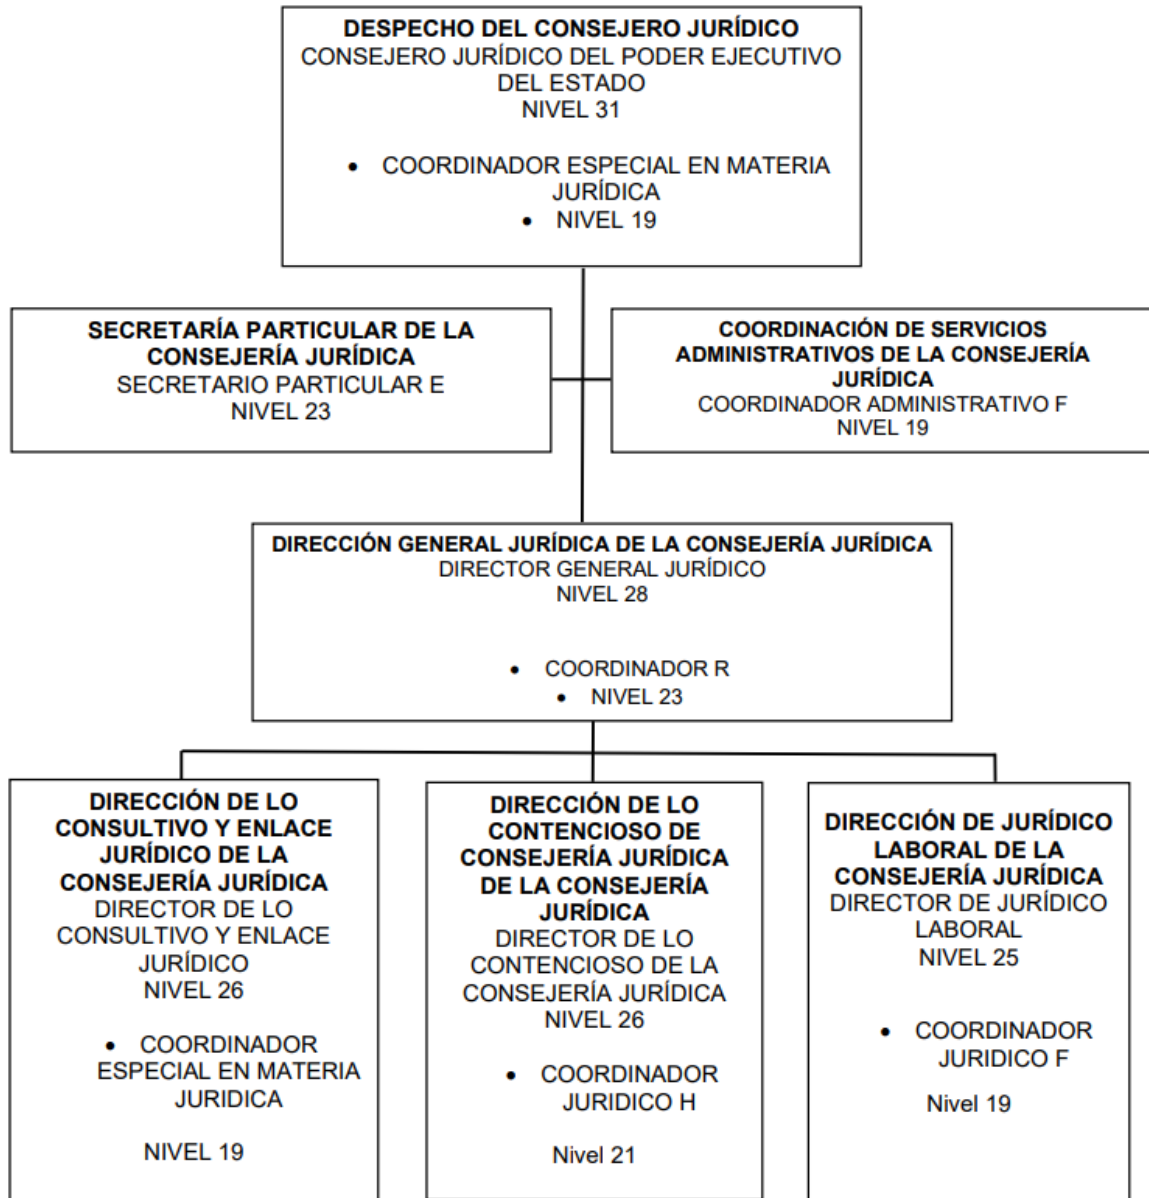 DESPECHO DEL CONSEJERO JURÍDICO
CONSEJERO JURÍDICO DEL PODER EJECUTIVO
DEL ESTADO
NIVEL 31
• COORDINADOR ESPECIAL EN MATERIA
JURÍDICA
• NIVEL 19
SECRETARÍA PARTICULAR DE LA
CONSEJERÍA JURÍDICA
SECRETARIO PARTICULAR E
NIVEL 23
COORDINACIÓN DE SERVICIOS
ADMINISTRATIVOS DE LA CONSEJERÍA
JURÍDICA
COORDINADOR ADMINISTRATIVO F
NIVEL 19
DIRECCIÓN GENERAL JURÍDICA DE LA CONSEJERÍA JURÍDICA
DIRECTOR GENERAL JURÍDICO
NIVEL 28
• COORDINADOR R
• NIVEL 23
DIRECCIÓN DE LO
CONSULTIVO Y ENLACE
JURÍDICO DE LA
CONSEJERÍA JURÍDICA
DIRECTOR DE LO
CONSULTIVO Y ENLACE
JURÍDICO
NIVEL 26
• COORDINADOR
ESPECIAL EN MATERIA
JURIDICA
NIVEL 19
DIRECCIÓN DE LO
CONTENCIOSO DE
CONSEJERÍA JURÍDICA
DE LA CONSEJERÍA
JURÍDICA
DIRECTOR DE LO
CONTENCIOSO DE LA
CONSEJERÍA JURÍDICA
NIVEL 26
• COORDINADOR
JURIDICO H
Nivel 21
DIRECCIÓN DE JURÍDICO
LABORAL DE LA
CONSEJERÍA JURÍDICA
DIRECTOR DE JURÍDICO
LABORAL
NIVEL 25
• COORDINADOR
JURIDICO F
Nivel 19